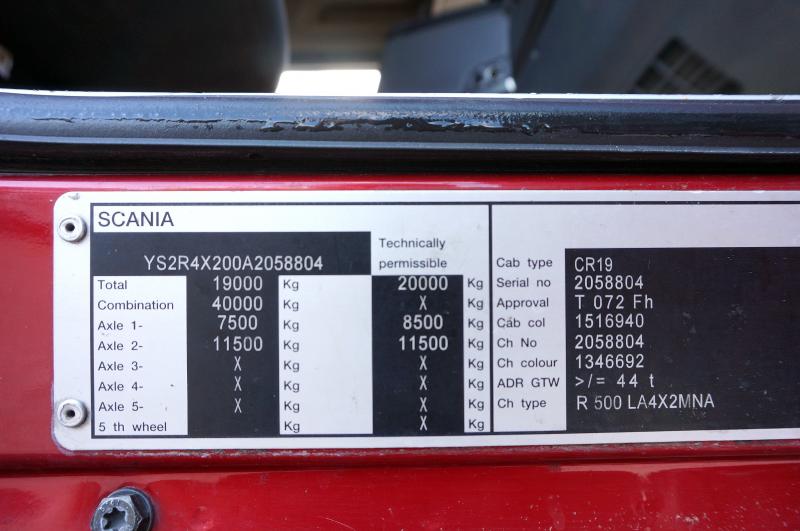 SCANIA
YS2R4X200A2058804 Technically permissible
Total 19000 Kg 20000 Kg
Combination 40000 Kg X Kg
Axle 1- 7500 Kg 8500 Kg
Axle 2- 11500 Kg 11500 Kg
Axle 3- X Kg X Kg
Axle 4- X Kg X Kg
Axle 5- X Kg X Kg
5 th wheel Kg X Kg
Cab type CR19
Serial no 2058804
Approval T 072 Fh
Cab col 1516940
Ch No 2058804
Ch colour 1346692
ADR GTW >/= 44 t
Ch type R 500 LA4X2MNA